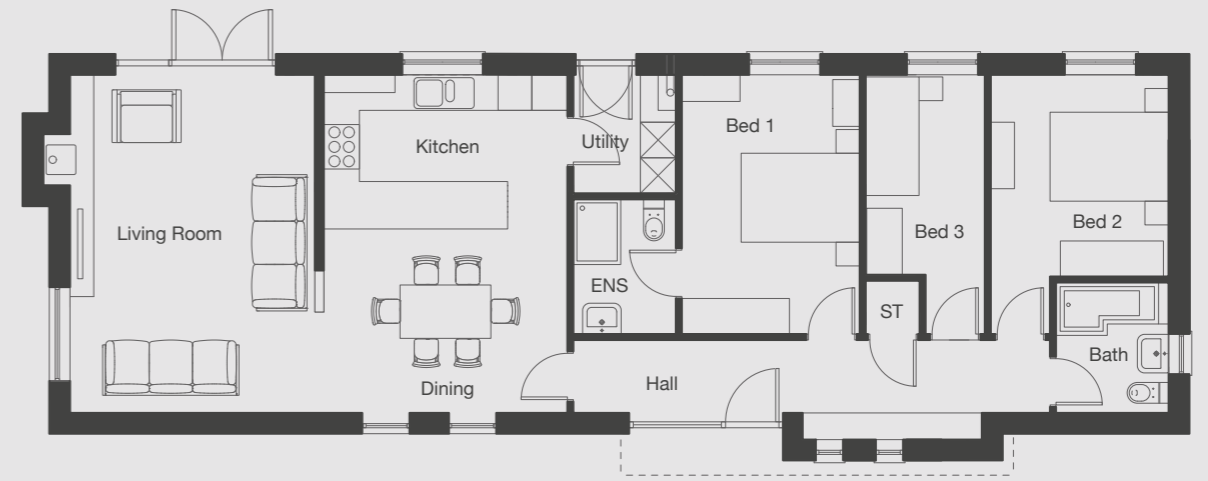 Living Room
Kitchen
Dining
Utility
ENS
Bed 1
Bed 3
Bed 2
ST
Hall
Bath